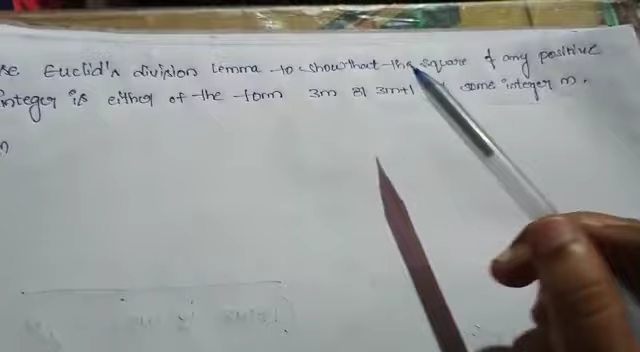 Euclid's division lemma to show that the square of any positive
integer is either of the form 3m or 3m+1 some integer m.